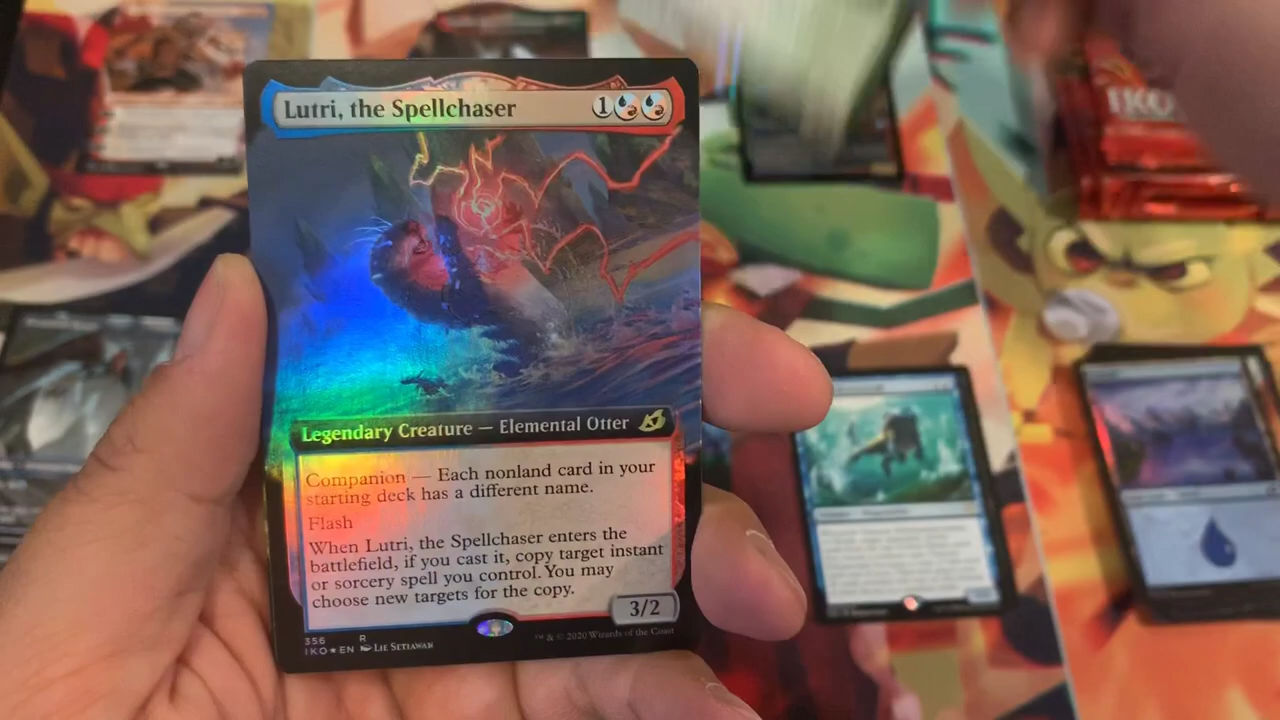 Lutri, the Spellchaser 1
IKO
Legendary Creature — Elemental Otter
Companion — Each nonland card in your
starting deck has a different name.
Flash
When Lutri, the Spellchaser enters the
battlefield, if you cast it, copy target instant
or sorcery spell you control. You may
choose new targets for the copy.
3/2
356 R
IKO★EN Lie Setiawan
™ & © 2020 Wizards of the Coast